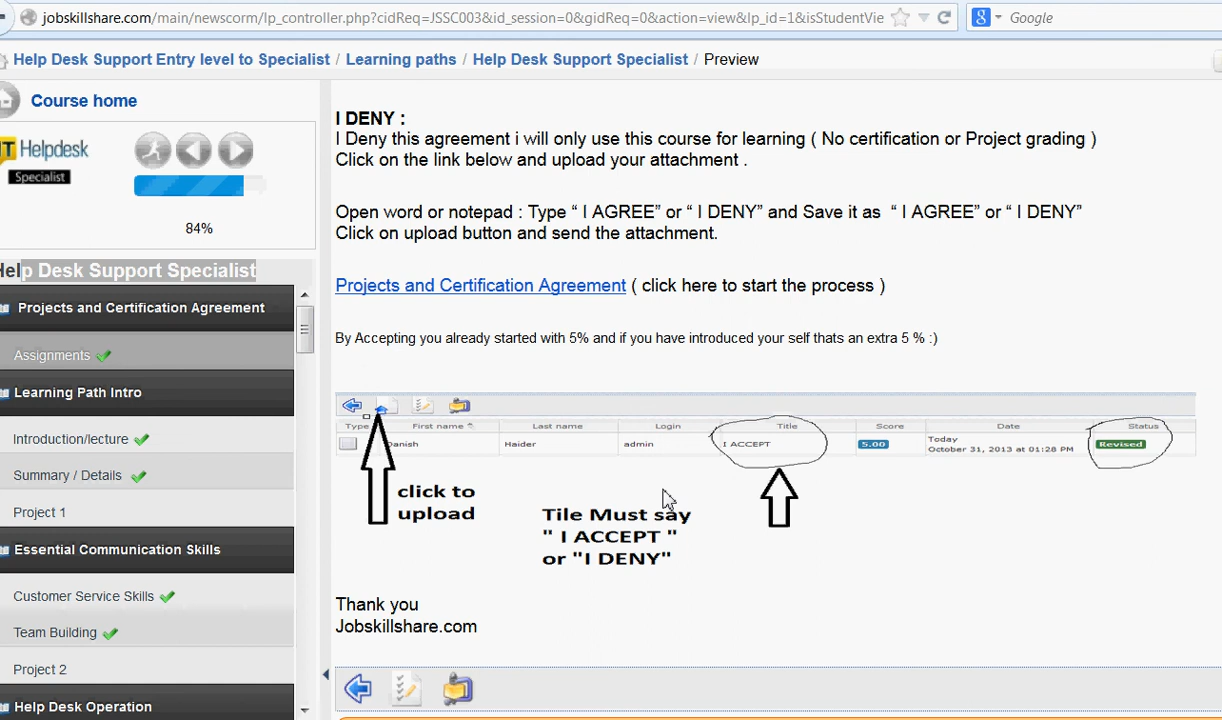 jobskillshare.com/main/newscorm/lp_controller.php?cidReq=JSSC003&id_session=0&gidReq=0&action=view&lp_id=1&isStudentVie
Google
Help Desk Support Entry level to Specialist / Learning paths / Help Desk Support Specialist / Preview
Course home
IT Helpdesk
Specialist
84%
Help Desk Support Specialist
Projects and Certification Agreement
Assignments
Learning Path Intro
Introduction/lecture
Summary / Details
Project 1
Essential Communication Skills
Customer Service Skills
Team Building
Project 2
Help Desk Operation
I DENY :
I Deny this agreement i will only use this course for learning ( No certification or Project grading )
Click on the link below and upload your attachment .
Open word or notepad : Type “ I AGREE” or “ I DENY” and Save it as “ I AGREE” or “ I DENY”
Click on upload button and send the attachment.
Projects and Certification Agreement ( click here to start the process )
By Accepting you already started with 5% and if you have introduced your self thats an extra 5 % :)
Type First name Last name Login Title Score Date Status
Danish Haider admin I ACCEPT 5.00 Today Revised
October 31, 2013 at 01:28 PM
click to
upload
Tile Must say
" I ACCEPT "
or "I DENY"
Thank you
Jobskillshare.com